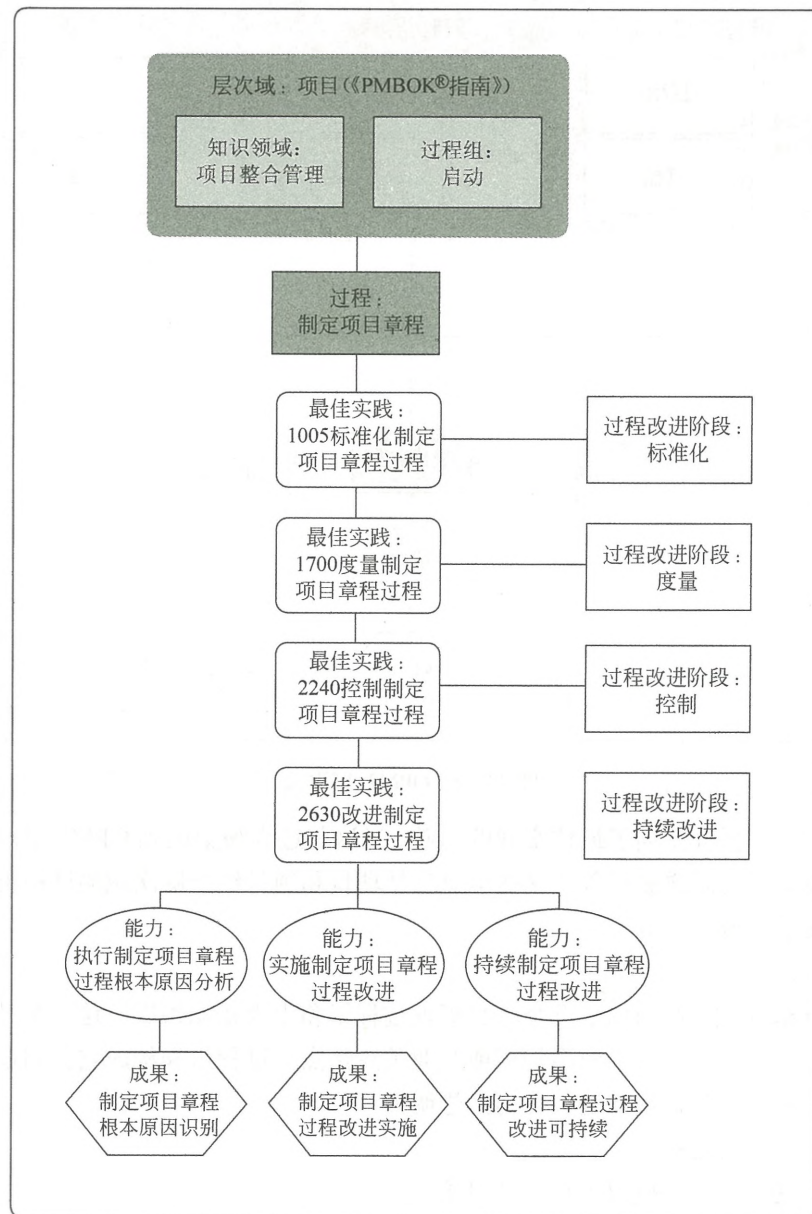 层次域：项目(《PMBOK®指南》)
知识领域：
项目整合管理
过程组：
启动
过程：
制定项目章程
最佳实践：
1005标准化制定
项目章程过程
过程改进阶段：
标准化
最佳实践：
1700度量制定
项目章程过程
过程改进阶段：
度量
最佳实践：
2240控制制定
项目章程过程
过程改进阶段：
控制
最佳实践：
2630改进制定
项目章程过程
过程改进阶段：
持续改进
能力：
执行制定项目章程
过程根本原因分析
能力：
实施制定项目章程
过程改进
能力：
持续制定项目章程
过程改进
成果：
制定项目章程
根本原因识别
成果：
制定项目章程
过程改进实施
成果：
制定项目章程过程
改进可持续